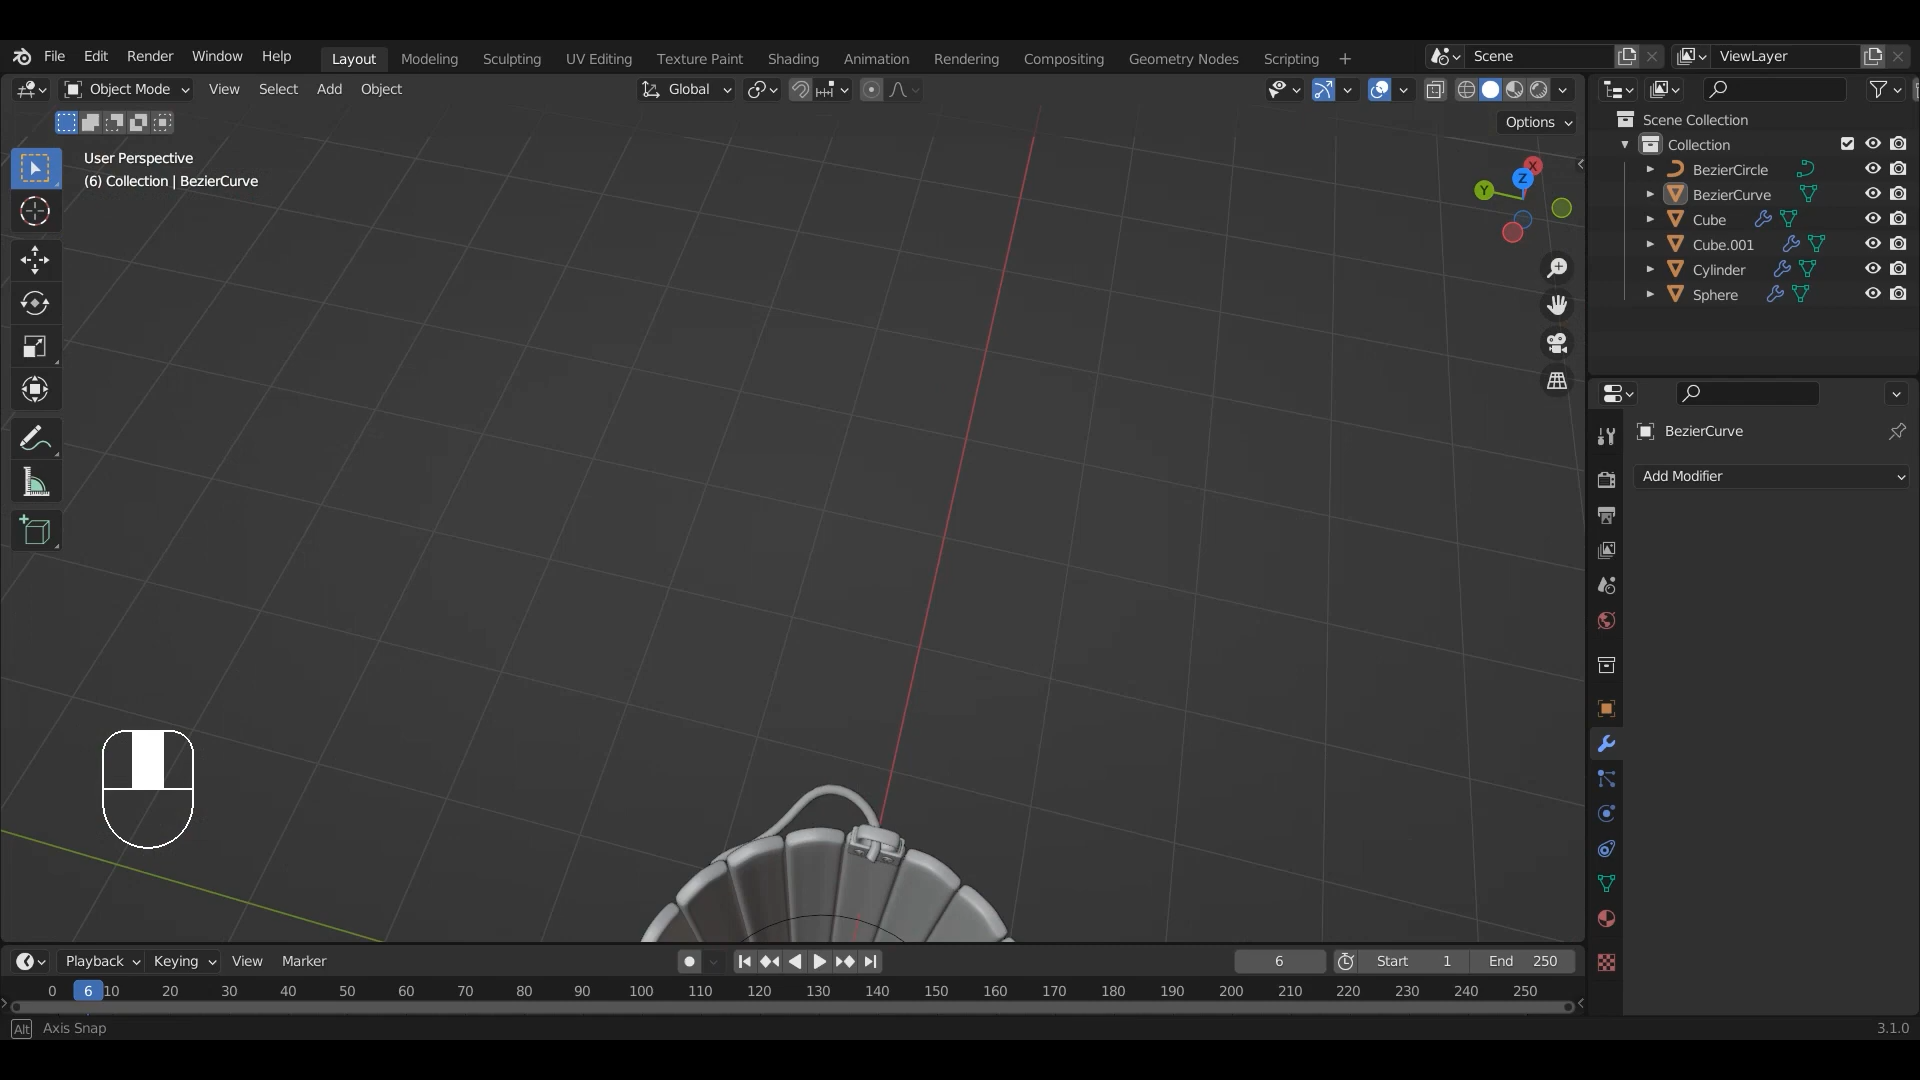 File Edit Render Window Help Layout Modeling Sculpting UV Editing Texture Paint Shading Animation Rendering Compositing Geometry Nodes Scripting + Scene ViewLayer
Object Mode View Select Add Object Global
Options
User Perspective
(6) Collection | BezierCurve
X
Y
Z
Scene Collection
Collection
BezierCircle
BezierCurve
Cube
Cube.001
Cylinder
Sphere
BezierCurve
Add Modifier
Playback Keying View Marker 6 Start 1 End 250
0 6 10 20 30 40 50 60 70 80 90 100 110 120 130 140 150 160 170 180 190 200 210 220 230 240 250
Alt Axis Snap 3.1.0